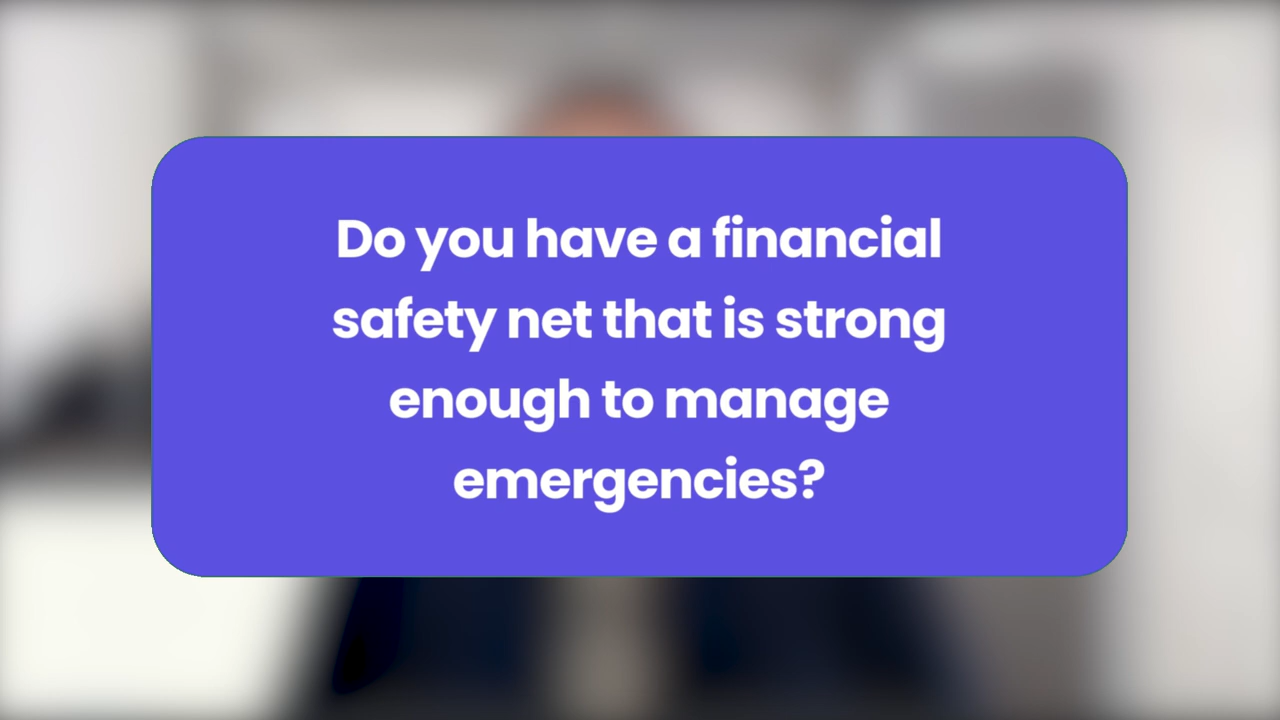 Do you have a financial
safety net that is strong
enough to manage
emergencies?